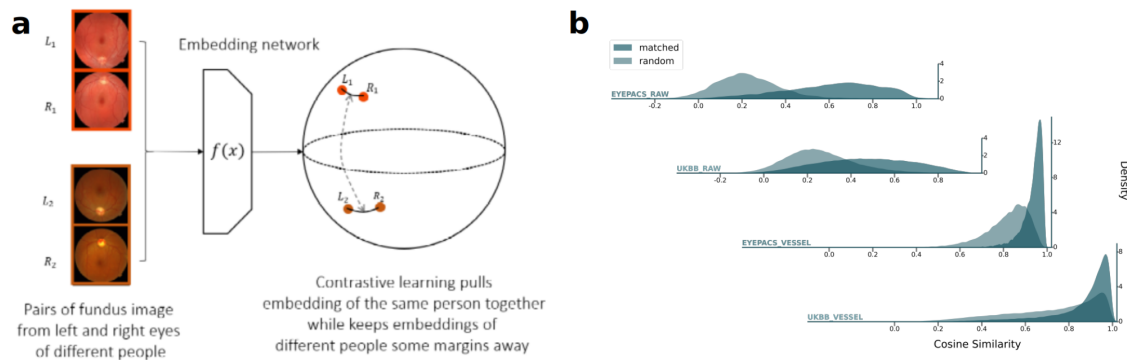 a
L1
R1
L2
R2
Pairs of fundus image
from left and right eyes
of different people
Embedding network
f(x)
L1
R1
L2
R2
Contrastive learning pulls
embedding of the same person together
while keeps embeddings of
different people some margins away
b
matched
random
4
2
0
EYEPACS_RAW
-0.2 0.0 0.2 0.4 0.6 0.8 1.0
4
2
0
UKBB_RAW
-0.2 0.0 0.2 0.4 0.6 0.8
12
8
4
0
EYEPACS_VESSEL
0.0 0.2 0.4 0.6 0.8 1.0
8
4
0
UKBB_VESSEL
0.0 0.2 0.4 0.6 0.8 1.0
Cosine Similarity
Density